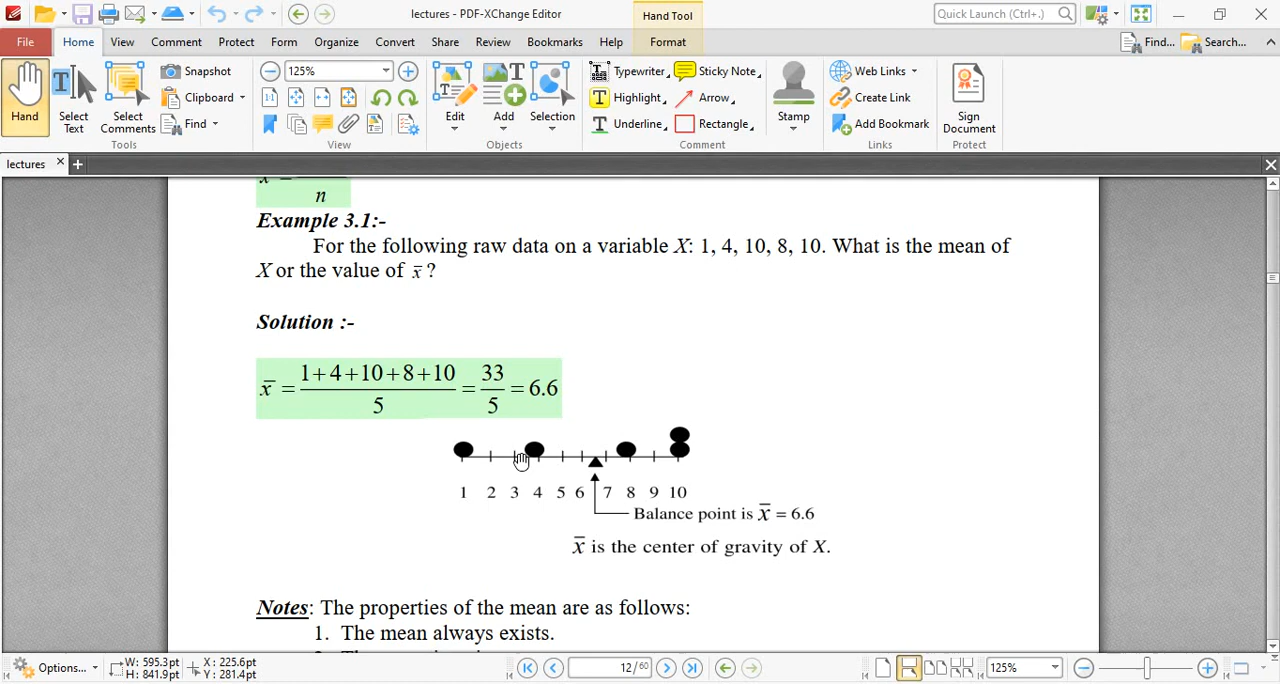 lectures - PDF-XChange Editor
Hand Tool
Quick Launch (Ctrl+.)
File
Home
View
Comment
Protect
Form
Organize
Convert
Share
Review
Bookmarks
Help
Format
Find...
Search...
Hand
Select Text
Select Comments
Snapshot
Clipboard
Find
Tools
125%
View
Edit
Add
Selection
Objects
Typewriter
Sticky Note
Highlight
Arrow
Underline
Rectangle
Comment
Stamp
Web Links
Create Link
Add Bookmark
Links
Sign Document
Protect
lectures
n
Example 3.1:-
For the following raw data on a variable X: 1, 4, 10, 8, 10. What is the mean of
X or the value of x̄ ?
Solution :-
x̄ = (1+4+10+8+10)/5 = 33/5 = 6.6
1 2 3 4 5 6 7 8 9 10
Balance point is x̄ = 6.6
x̄ is the center of gravity of X.
Notes: The properties of the mean are as follows:
1. The mean always exists.
Options...
W: 595.3pt
H: 841.9pt
X: 225.6pt
Y: 281.4pt
12/60
125%